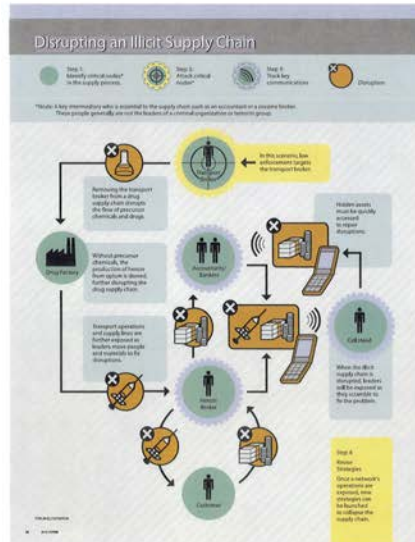 Disrupting an Illicit Supply Chain
Step 1:
Identify critical nodes*
in the supply process.
Step 2:
Attack critical
nodes*
Step 3:
Track key
communications
Disruption
*Node: A key intermediary who is essential to the supply chain such as an accountant or a cocaine broker.
These people generally are not the leaders of a criminal organization or terrorist group.
Transport
Broker
In this scenario, law
enforcement targets
the transport broker.
Removing the transport
broker from a drug
supply chain disrupts
the flow of precursor
chemicals and drugs.
Hidden assets
must be quickly
accessed
to repair
disruptions.
Drug Factory
Without precursor
chemicals, the
production of heroin
from opium is slowed,
further disrupting the
drug supply chain.
Accountants/
Bankers
Transport operations
and supply lines are
further exposed as
leaders move people
and materials to fix
disruptions.
Cell Head
Heroin
Broker
When the illicit
supply chain is
disrupted, leaders
will be exposed as
they scramble to
fix the problem.
Customer
Step 4
Revise
Strategies
Once a network's
operations are
exposed, new
strategies can
be launched
to collapse the
supply chain.